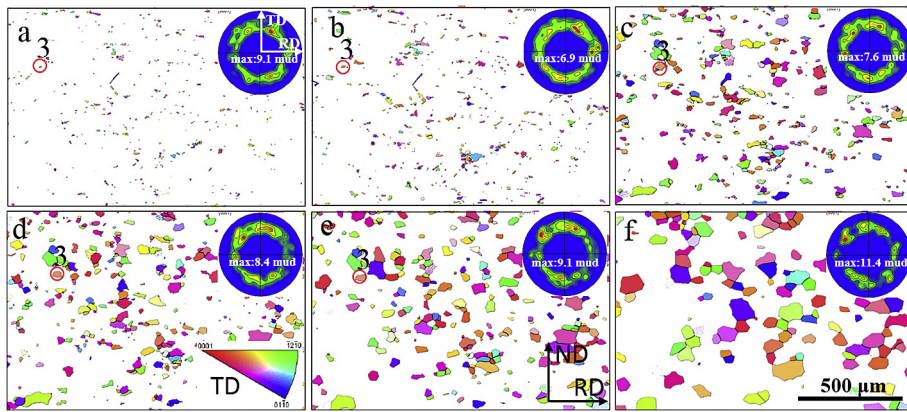 a
3
TD
RD
max:9.1 mud
b
3
max:6.9 mud
c
3
max:7.6 mud
d
3
max:8.4 mud
0001
1210
TD
0110
e
3
max:9.1 mud
ND
RD
f
max:11.4 mud
500 µm